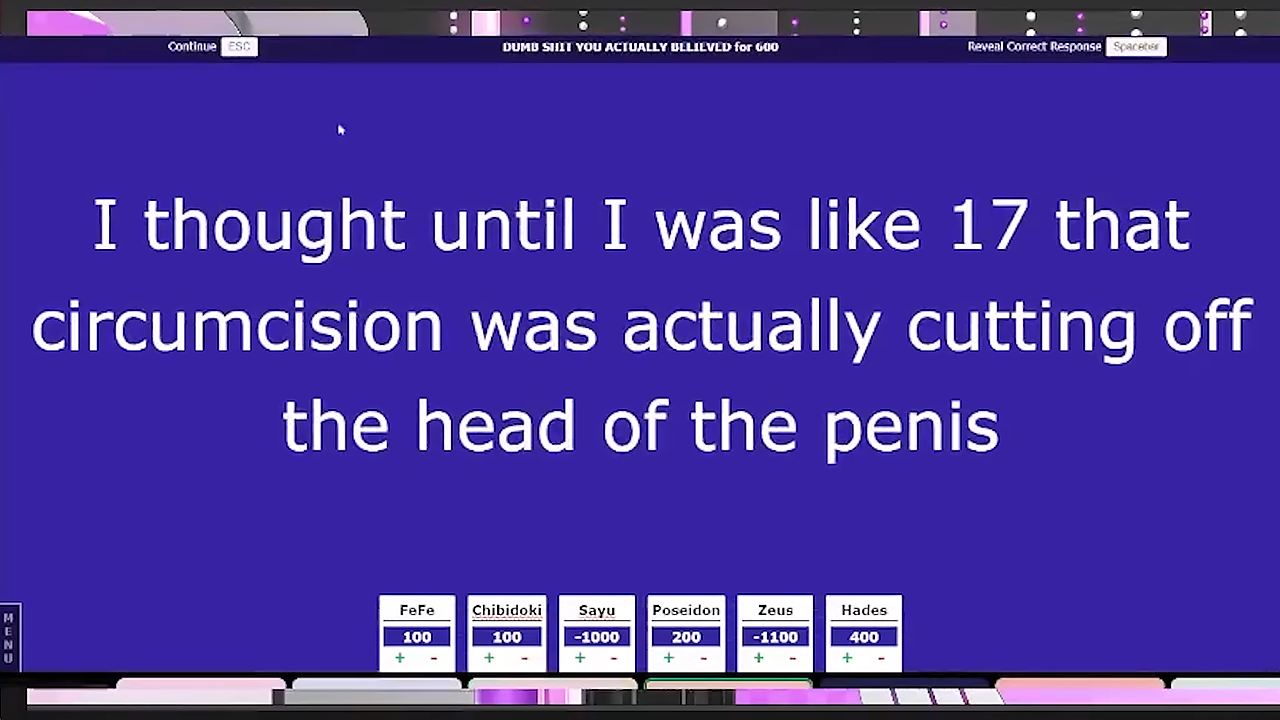 Continue ESC
DUMB SHIT YOU ACTUALLY BELIEVED for 600
Reveal Correct Response Spacebar
I thought until I was like 17 that
circumcision was actually cutting off
the head of the penis
MENU
FeFe Chibidoki Sayu Poseidon Zeus Hades
100 100 -1000 200 -1100 400
+ - + - + - + - + - + -